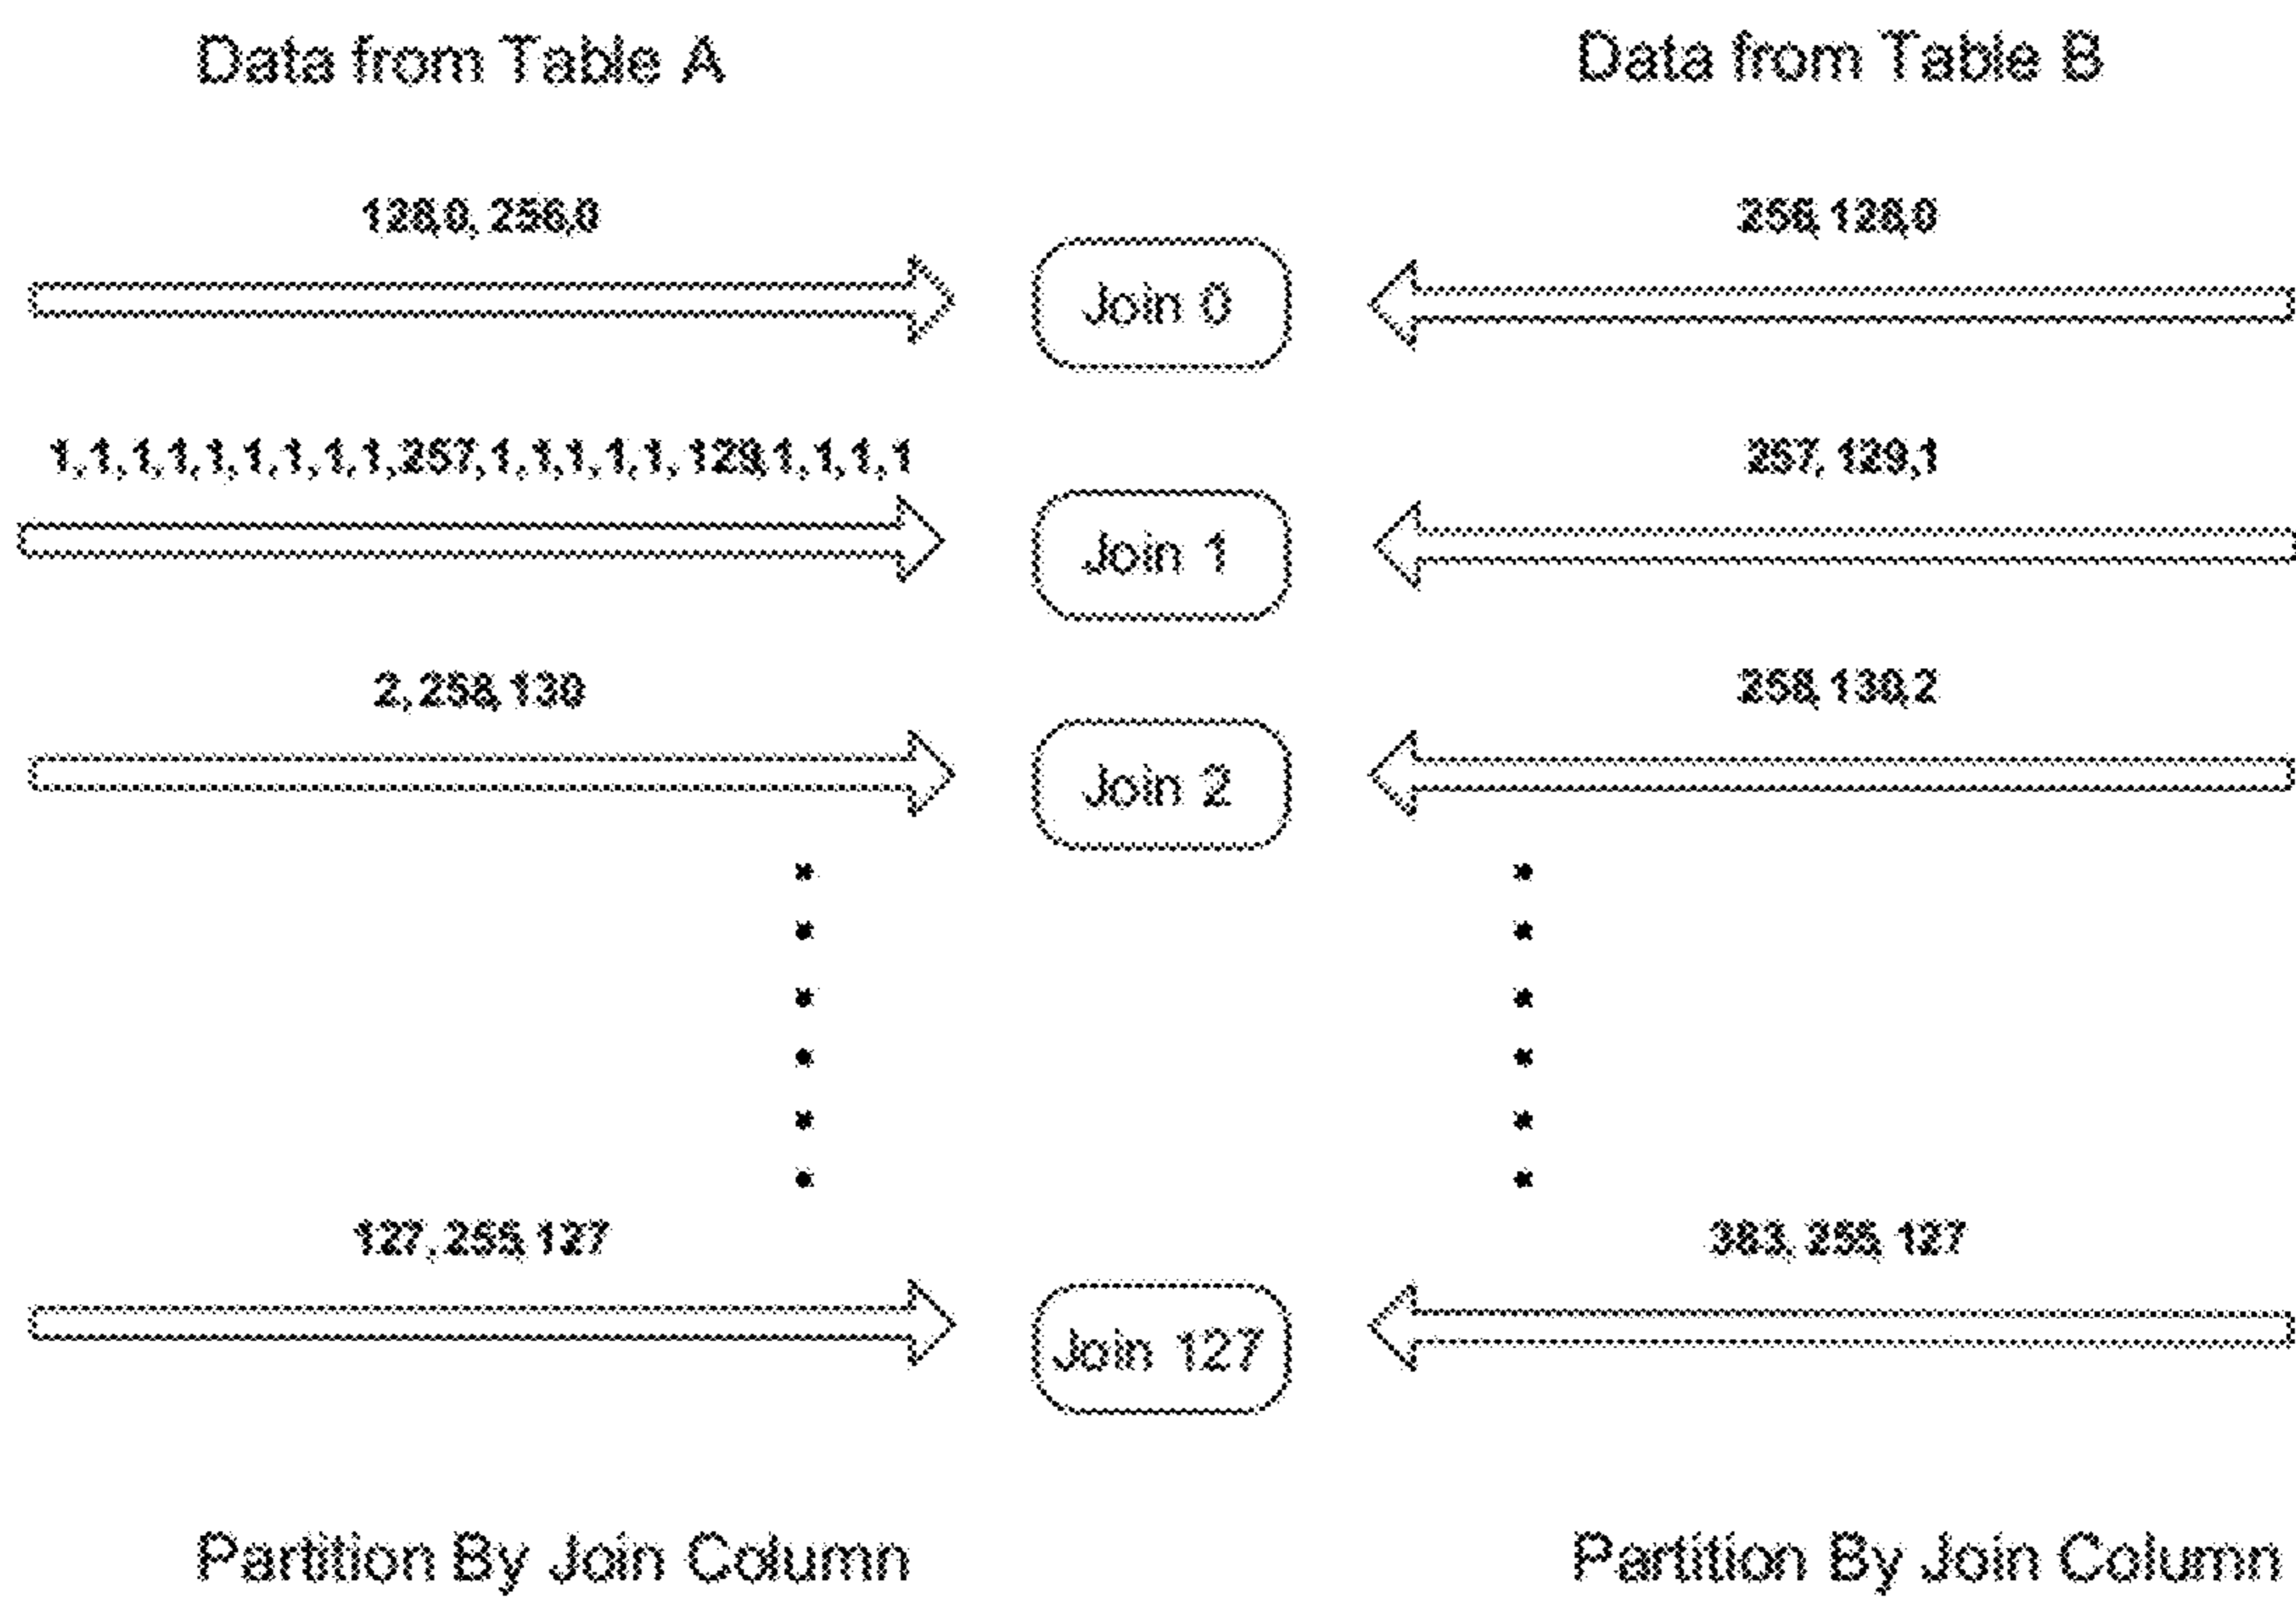 Data from Table A
Data from Table B
128,0, 256,0
256, 128,0
Join 0
1,1,1,1,1,1,1,1,1,257,1,1,1,1,1,129,1,1,1,1
257, 129,1
Join 1
2, 258, 130
258, 130,2
Join 2
127, 255, 127
383, 255, 127
Join 127
Partition By Join Column
Partition By Join Column